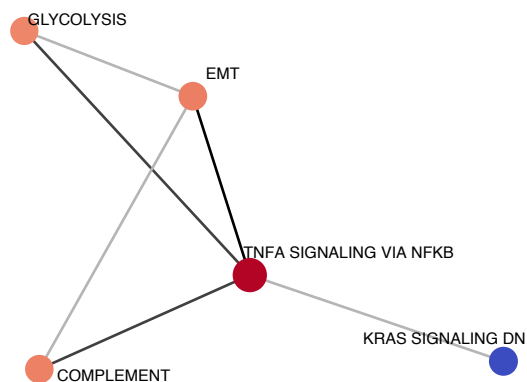 GLYCOLYSIS
EMT
TNFA SIGNALING VIA NFKB
KRAS SIGNALING DN
COMPLEMENT